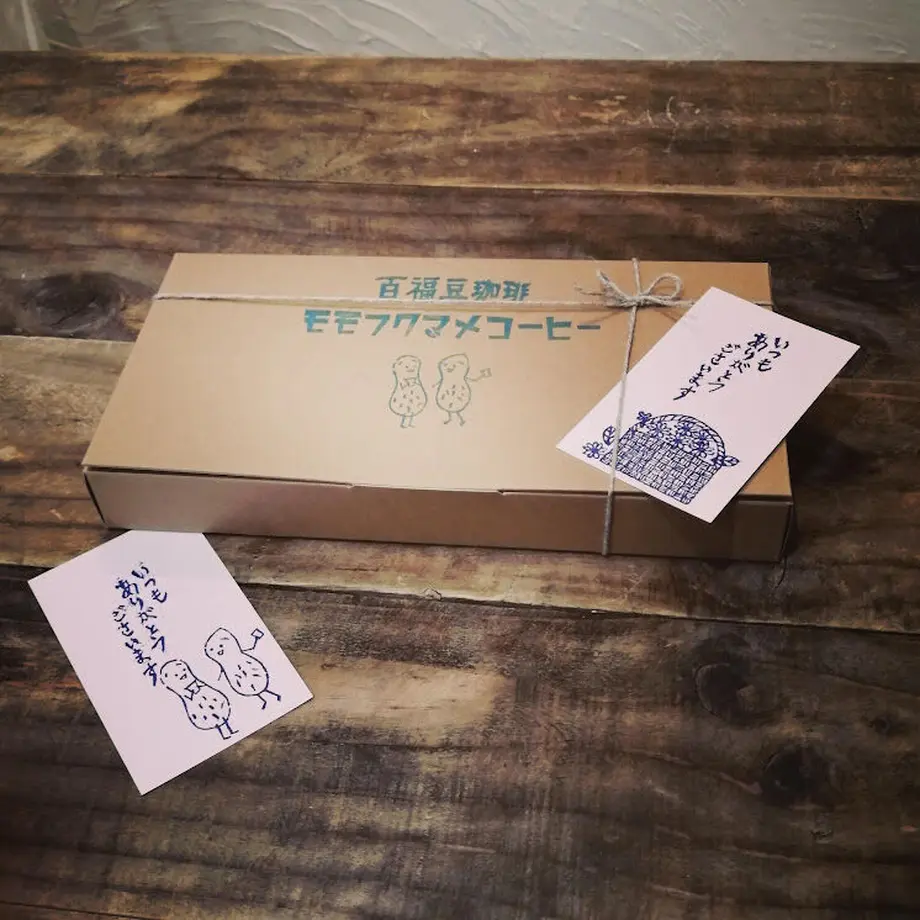 百福豆珈琲
モモフクマメコーヒー
いつも
ありがとう
ございます
いつも
ありがとう
ございます